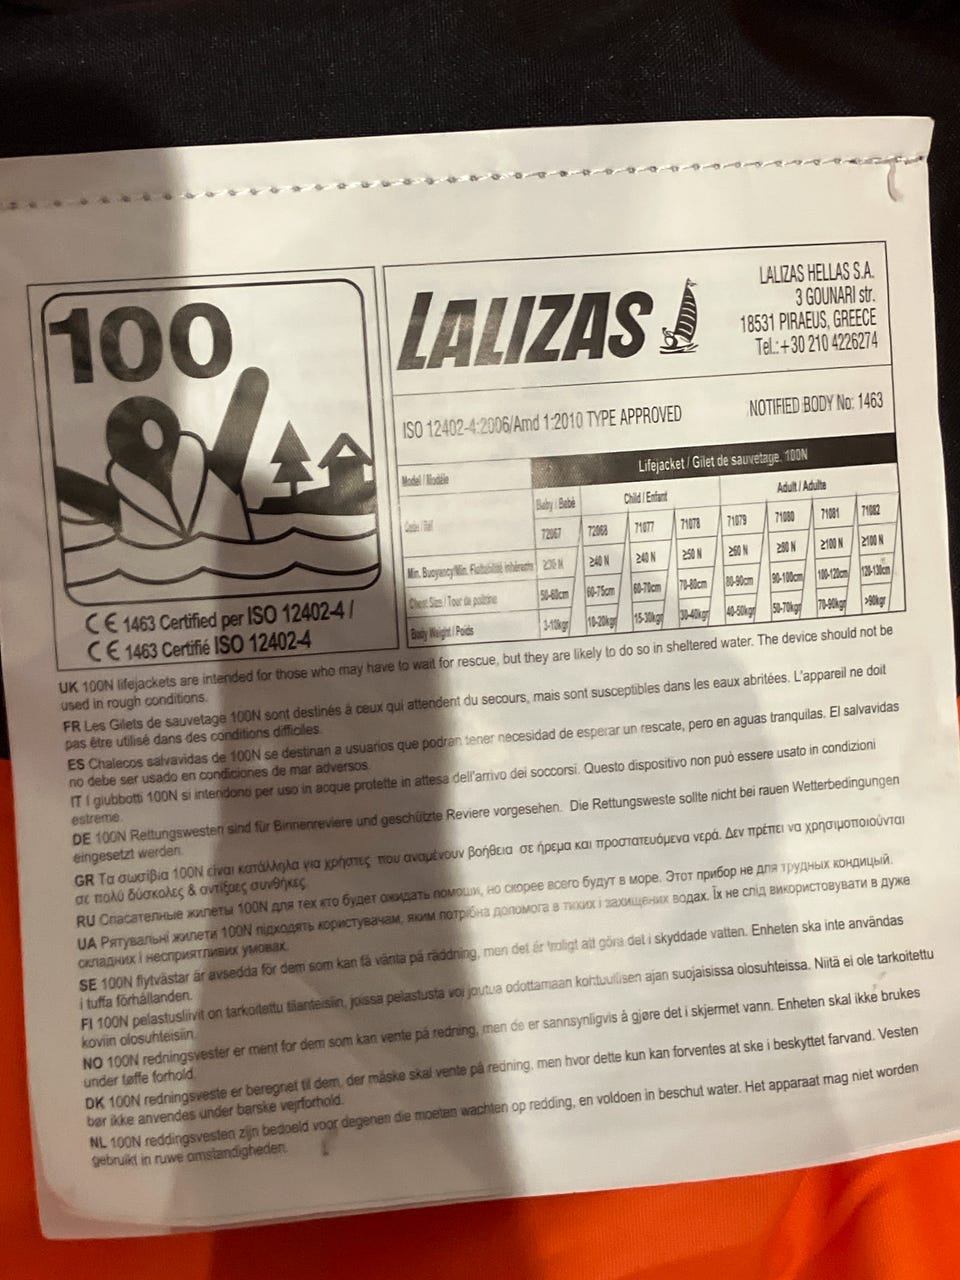 100
LALIZAS
LALIZAS HELLAS S.A.
3 GOUNARI str.
18531 PIRAEUS, GREECE
Tel.:+30 210 4226274
ISO 12402-4:2006/Amd 1:2010 TYPE APPROVED NOTIFIED BODY No: 1463
Model / Modèle Lifejacket / Gilet de sauvetage. 100N
Baby / Bebé Child / Enfant Adult / Adulte
72067 72068 71077 71078 71079 71080 71081 71082
Min. Buoyancy/Min. Flottabilité Inhérente ≥40 N ≥40 N ≥50 N ≥60 N ≥80 N ≥100 N ≥100 N
Chest Size / Tour de poitrine 50-60cm 60-75cm 60-70cm 70-80cm 80-90cm 90-100cm 100-120cm 120-130cm
Body Weight / Poids 3-10kgr 10-20kgr 15-30kgr 30-40kgr 40-50kgr 50-70kgr 70-90kgr >90kgr
CE 1463 Certified per ISO 12402-4 /
CE 1463 Certifié ISO 12402-4
UK 100N lifejackets are intended for those who may have to wait for rescue, but they are likely to do so in sheltered water. The device should not be
used in rough conditions.
FR Les Gilets de sauvetage 100N sont destinés à ceux qui attendent du secours, mais sont susceptibles dans les eaux abritées. L'appareil ne doit
pas être utilisé dans des conditions difficiles.
ES Chalecos salvavidas de 100N se destinan a usuarios que podran tener necesidad de esperar un rescate, pero en aguas tranquilas. El salvavidas
no debe ser usado en condiciones de mar adversos.
IT I giubbotti 100N si intendono per uso in acque protette in attesa dell'arrivo dei soccorsi. Questo dispositivo non può essere usato in condizioni
estreme.
DE 100N Rettungswesten sind für Binnenreviere und geschützte Reviere vorgesehen. Die Rettungsweste sollte nicht bei rauen Wetterbedingungen
eingesetzt werden.
GR Τα σωσίβια 100N είναι κατάλληλα για χρήστες που αναμένουν βοήθεια σε ήρεμα και προστατευόμενα νερά. Δεν πρέπει να χρησιμοποιούνται
σε πολύ δύσκολες & αντίξοες συνθήκες.
RU Спасательные жилеты 100N для тех кто будет ожидать помощи, но скорее всего будут в море. Этот прибор не для трудных кондиций.
UA Рятувальні жилети 100N підходять користувачам, яким потрібна допомога в тихих і захищених водах. Їх не слід використовувати в дуже
складних і несприятливих умовах.
SE 100N flytvästar är avsedda för dem som kan få vänta på räddning, men det är troligt att göra det i skyddade vatten. Enheten ska inte användas
i tuffa förhållanden.
FI 100N pelastusliivit on tarkoitettu tilanteisiin, joissa pelastusta voi joutua odottamaan kohtuullisen ajan suojaisissa olosuhteissa. Niitä ei ole tarkoitettu
koviin olosuhteisiin.
NO 100N redningsvester er ment for dem som kan vente på redning, men de er sannsynligvis å gjøre det i skjermet vann. Enheten skal ikke brukes
under tøffe forhold.
DK 100N redningsveste er beregnet til dem, der måske skal vente på redning, men hvor dette kun kan forventes at ske i beskyttet farvand. Vesten
bør ikke anvendes under barske vejrforhold.
NL 100N reddingsvesten zijn bedoeld voor degenen die moeten wachten op redding, en voldoen in beschut water. Het apparaat mag niet worden
gebruikt in ruwe omstandigheden.